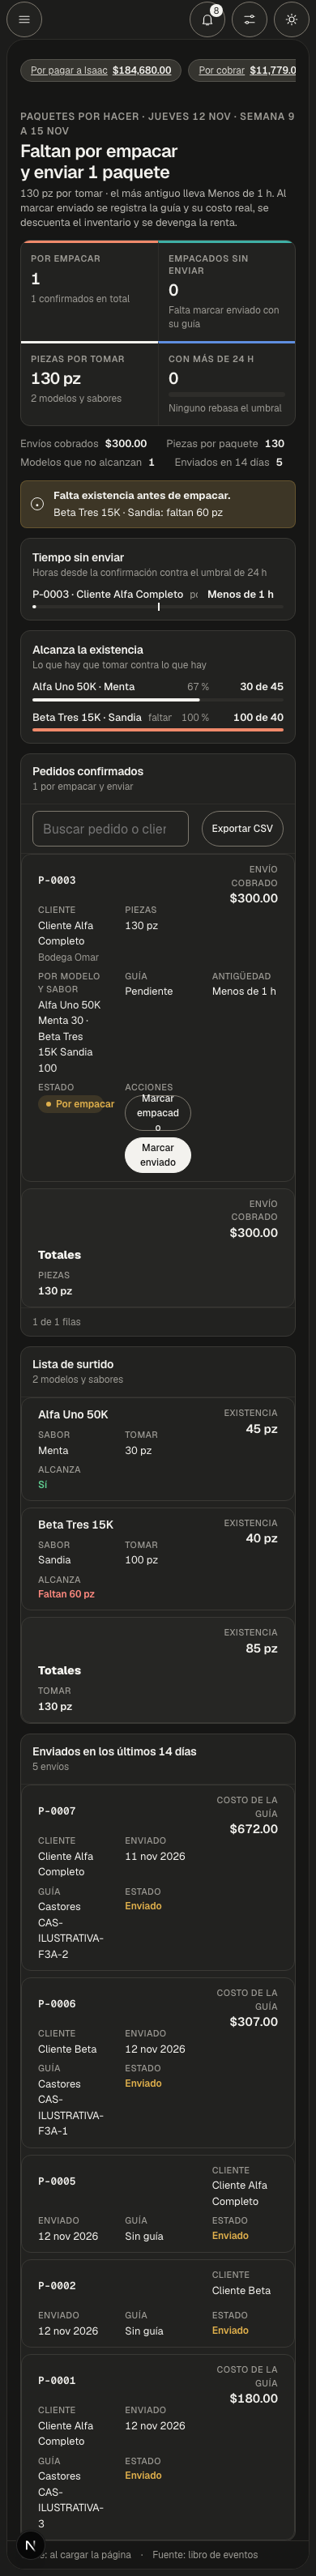 8
Por pagar a Isaac $184,680.00
Por cobrar $11,779.0
PAQUETES POR HACER · JUEVES 12 NOV · SEMANA 9
A 15 NOV
Faltan por empacar
y enviar 1 paquete
130 pz por tomar · el más antiguo lleva Menos de 1 h. Al
marcar enviado se registra la guía y su costo real, se
descuenta el inventario y se devenga la renta.
POR EMPACAR
1
1 confirmados en total
EMPACADOS SIN
ENVIAR
0
Falta marcar enviado con
su guía
PIEZAS POR TOMAR
130 pz
2 modelos y sabores
CON MÁS DE 24 H
0
Ninguno rebasa el umbral
Envíos cobrados $300.00 Piezas por paquete 130
Modelos que no alcanzan 1 Enviados en 14 días 5
Falta existencia antes de empacar.
Beta Tres 15K · Sandia: faltan 60 pz
Tiempo sin enviar
Horas desde la confirmación contra el umbral de 24 h
P-0003 · Cliente Alfa Completo Menos de 1 h
Alcanza la existencia
Lo que hay que tomar contra lo que hay
Alfa Uno 50K · Menta 67 % 30 de 45
Beta Tres 15K · Sandia faltar 100 % 100 de 40
Pedidos confirmados
1 por empacar y enviar
Buscar pedido o clier
Exportar CSV
P-0003
ENVÍO
COBRADO
$300.00
CLIENTE
Cliente Alfa
Completo
Bodega Omar
PIEZAS
130 pz
POR MODELO
Y SABOR
Alfa Uno 50K
Menta 30 ·
Beta Tres
15K Sandia
100
GUÍA
Pendiente
ANTIGÜEDAD
Menos de 1 h
ESTADO
Por empacar
ACCIONES
Marcar
empacad
o
Marcar
enviado
ENVÍO
COBRADO
$300.00
Totales
PIEZAS
130 pz
1 de 1 filas
Lista de surtido
2 modelos y sabores
Alfa Uno 50K
EXISTENCIA
45 pz
SABOR
Menta
TOMAR
30 pz
ALCANZA
Sí
Beta Tres 15K
EXISTENCIA
40 pz
SABOR
Sandia
TOMAR
100 pz
ALCANZA
Faltan 60 pz
EXISTENCIA
85 pz
Totales
TOMAR
130 pz
Enviados en los últimos 14 días
5 envíos
P-0007
COSTO DE LA
GUÍA
$672.00
CLIENTE
Cliente Alfa
Completo
ENVIADO
11 nov 2026
GUÍA
Castores
CAS-
ILUSTRATIVA-
F3A-2
ESTADO
Enviado
P-0006
COSTO DE LA
GUÍA
$307.00
CLIENTE
Cliente Beta
ENVIADO
12 nov 2026
GUÍA
Castores
CAS-
ILUSTRATIVA-
F3A-1
ESTADO
Enviado
P-0005
CLIENTE
Cliente Alfa
Completo
ENVIADO
12 nov 2026
GUÍA
Sin guía
ESTADO
Enviado
P-0002
CLIENTE
Cliente Beta
ENVIADO
12 nov 2026
GUÍA
Sin guía
ESTADO
Enviado
P-0001
COSTO DE LA
GUÍA
$180.00
CLIENTE
Cliente Alfa
Completo
ENVIADO
12 nov 2026
GUÍA
Castores
CAS-
ILUSTRATIVA-
3
ESTADO
Enviado
N
al cargar la página · Fuente: libro de eventos